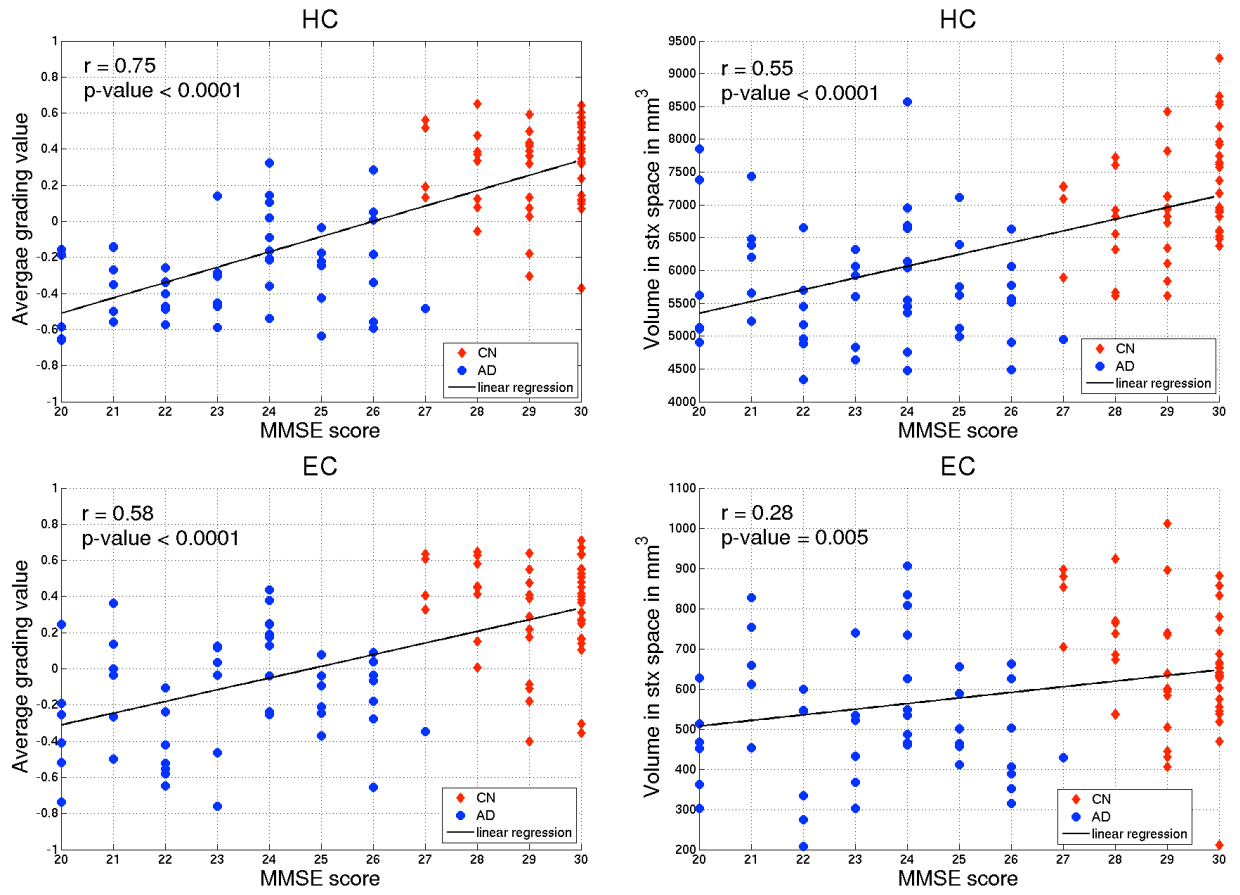 HC
r = 0.75
p-value < 0.0001
Avergae grading value
1
0.8
0.6
0.4
0.2
0
-0.2
-0.4
-0.6
-0.8
-1
CN
AD
linear regression
20 21 22 23 24 25 26 27 28 29 30
MMSE score
HC
r = 0.55
p-value < 0.0001
Volume in stx space in mm3
9500
9000
8500
8000
7500
7000
6500
6000
5500
5000
4500
4000
CN
AD
linear regression
20 21 22 23 24 25 26 27 28 29 30
MMSE score
EC
r = 0.58
p-value < 0.0001
Average grading value
1
0.8
0.6
0.4
0.2
0
-0.2
-0.4
-0.6
-0.8
-1
CN
AD
linear regression
20 21 22 23 24 25 26 27 28 29 30
MMSE score
EC
r = 0.28
p-value = 0.005
Volume in stx space in mm3
1100
1000
900
800
700
600
500
400
300
200
CN
AD
linear regression
20 21 22 23 24 25 26 27 28 29 30
MMSE score